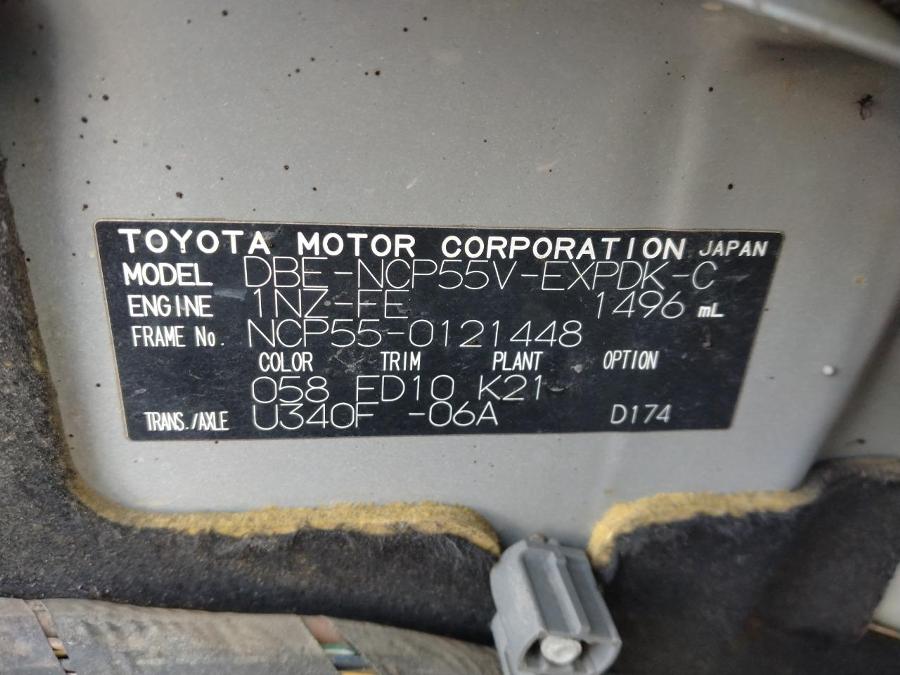 TOYOTA MOTOR CORPORATION JAPAN
MODEL DBE-NCP55V-EXPDK-C
ENGINE 1NZ-FE 1496 mL
FRAME No. NCP55-0121448
COLOR TRIM PLANT OPTION
058 ED10 K21
TRANS./AXLE U340F -06A D174